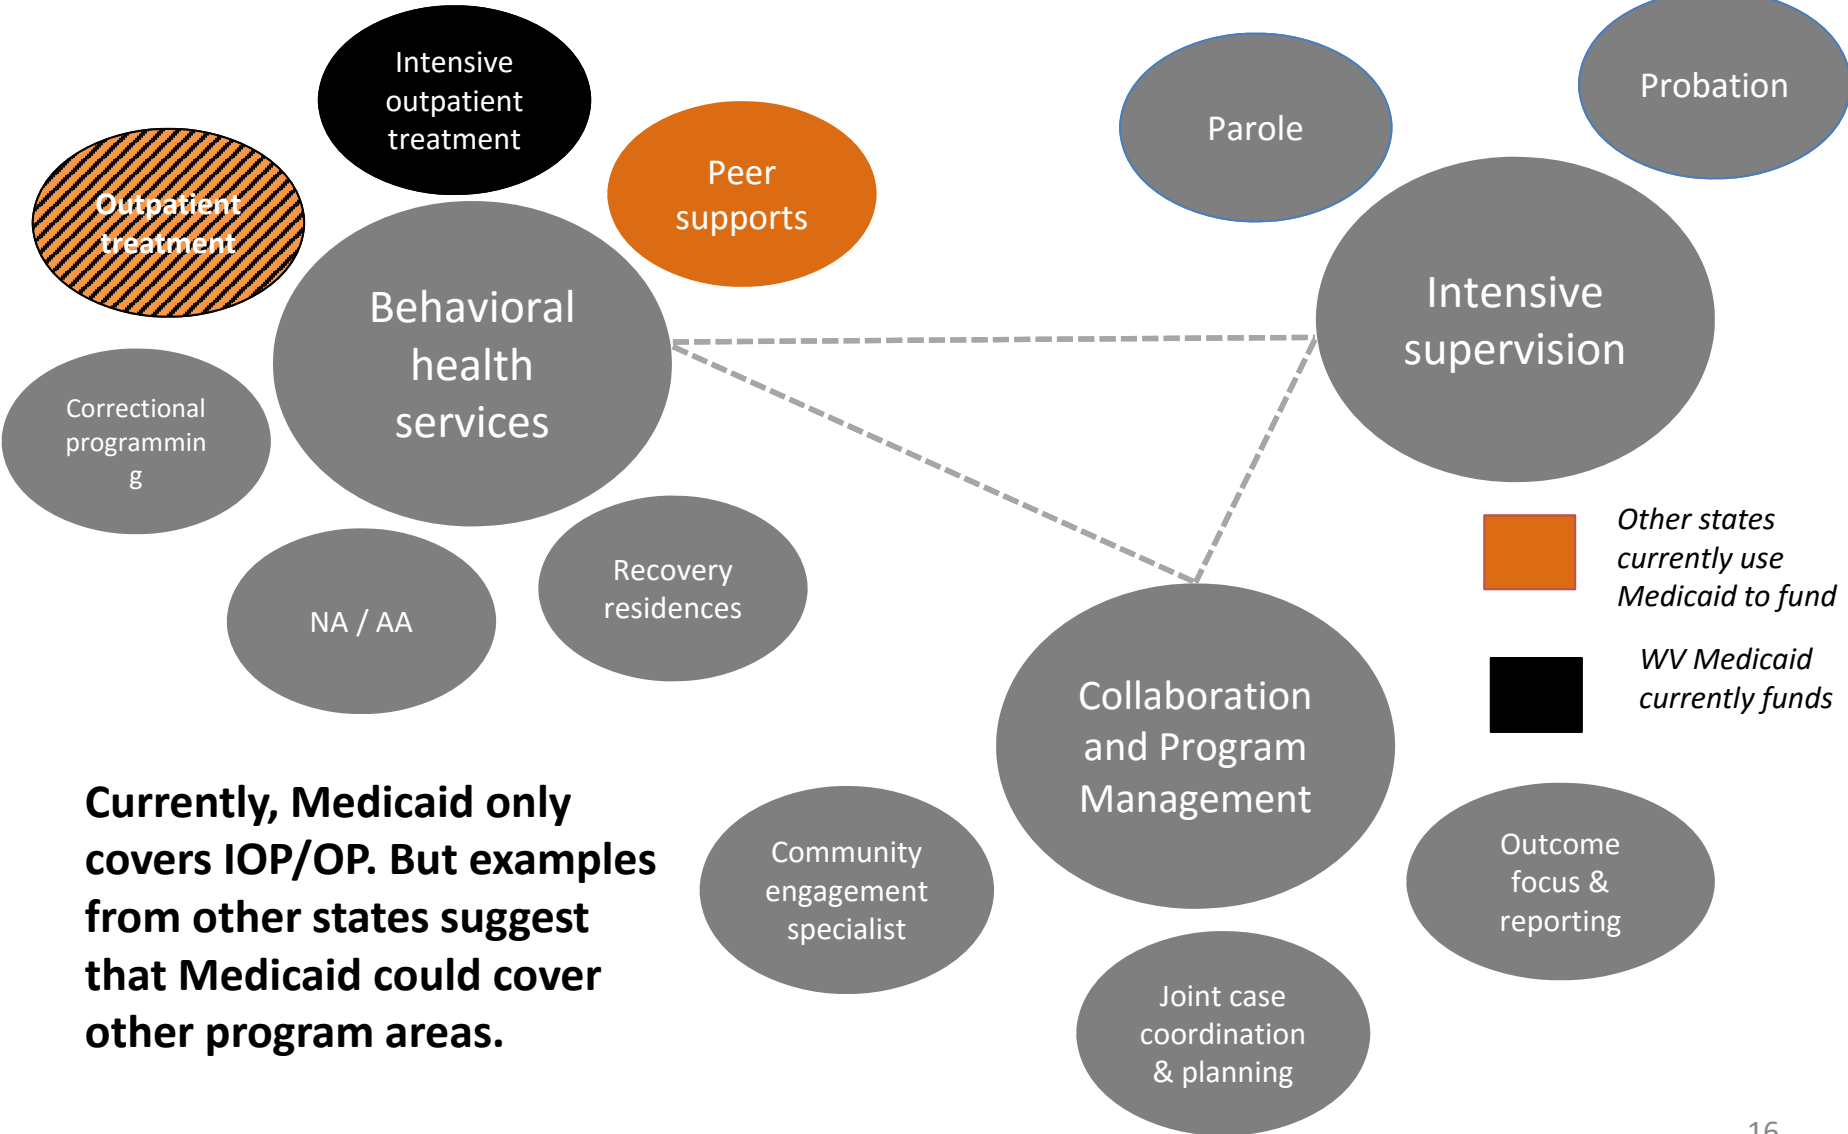 Intensive
outpatient
treatment
Parole
Probation
Peer
supports
Outpatient
treatment
Behavioral
health
services
Intensive
supervision
Correctional
programmin
g
NA / AA
Recovery
residences
Other states
currently use
Medicaid to fund
WV Medicaid
currently funds
Collaboration
and Program
Management
Currently, Medicaid only
covers IOP/OP. But examples
from other states suggest
that Medicaid could cover
other program areas.
Community
engagement
specialist
Outcome
focus &
reporting
Joint case
coordination
& planning
16